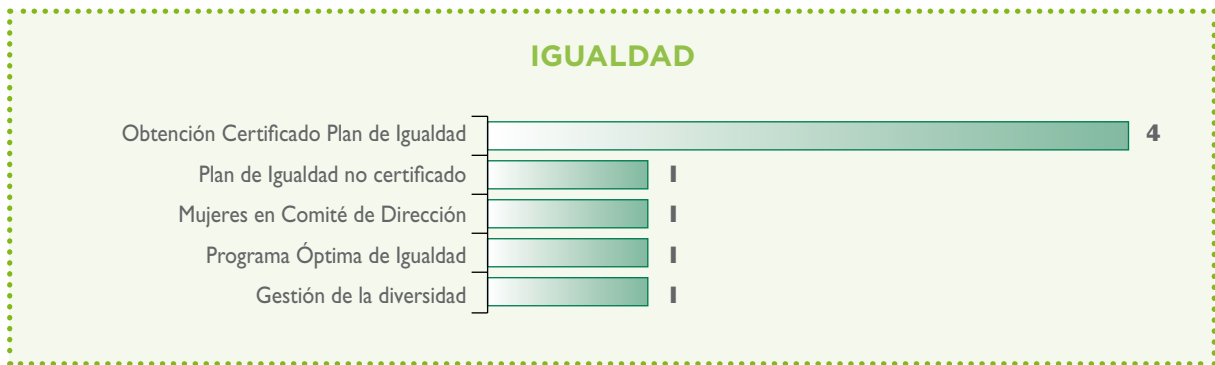 IGUALDAD
Obtención Certificado Plan de Igualdad 4
Plan de Igualdad no certificado 1
Mujeres en Comité de Dirección 1
Programa Óptima de Igualdad 1
Gestión de la diversidad 1